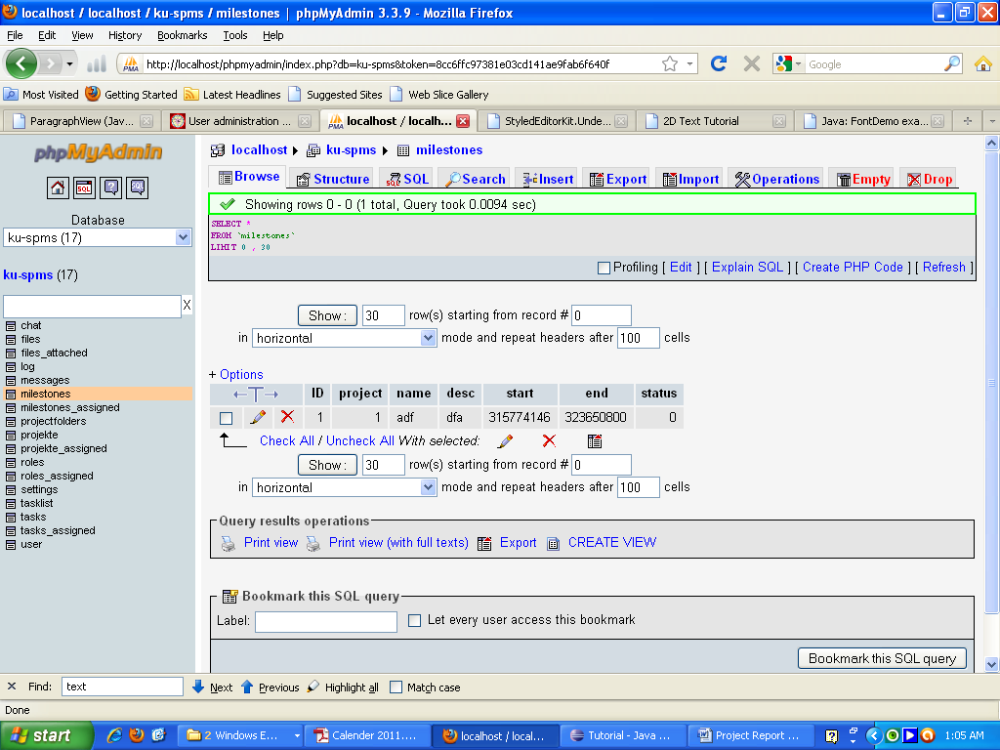 localhost / localhost / ku-spms / milestones | phpMyAdmin 3.3.9 - Mozilla Firefox
File Edit View History Bookmarks Tools Help
PMA http://localhost/phpmyadmin/index.php?db=ku-spms&token=8cc6ffc97381e03cd141ae9fab6f640f Google
Most Visited Getting Started Latest Headlines Suggested Sites Web Slice Gallery
ParagraphView (Jav... User administration ... PMA localhost / localh... StyledEditorKit.Unde... 2D Text Tutorial Java: FontDemo exa...
phpMyAdmin
SQL SQL
Database
ku-spms (17)
ku-spms (17)
X
chat
files
files_attached
log
messages
milestones
milestones_assigned
projectfolders
projekte
projekte_assigned
roles
roles_assigned
settings
tasklist
tasks
tasks_assigned
user
localhost ku-spms milestones
Browse Structure SQL Search Insert Export Import Operations Empty Drop
Showing rows 0 - 0 (1 total, Query took 0.0094 sec)
SELECT *
FROM `milestones`
LIMIT 0 , 30
Profiling [ Edit ] [ Explain SQL ] [ Create PHP Code ] [ Refresh ]
Show : 30 row(s) starting from record # 0
in horizontal mode and repeat headers after 100 cells
+ Options
←T→ ID project name desc start end status
1 1 adf dfa 315774146 323650800 0
Check All / Uncheck All With selected:
Show : 30 row(s) starting from record # 0
in horizontal mode and repeat headers after 100 cells
Query results operations
Print view Print view (with full texts) Export CREATE VIEW
Bookmark this SQL query
Label: Let every user access this bookmark
Bookmark this SQL query
Find: text Next Previous Highlight all Match case
Done
start 2 Windows E... Calender 2011.... localhost / local... Tutorial - Java ... Project Report ... 1:05 AM